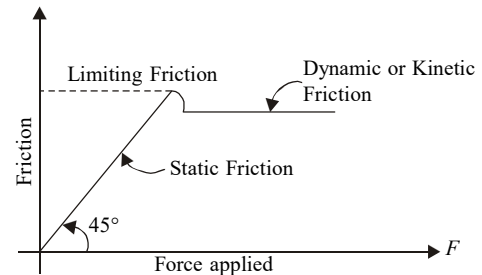 Limiting Friction
Dynamic or Kinetic
Friction
Static Friction
Friction
45°
F
Force applied